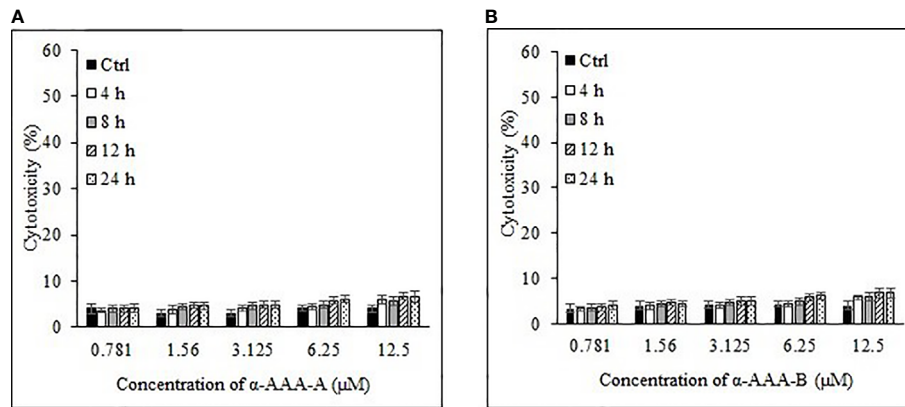 A
60
50
40
30
20
10
0
Cytotoxicity (%)
Ctrl
4 h
8 h
12 h
24 h
0.781 1.56 3.125 6.25 12.5
Concentration of α-AAA-A (µM)
B
60
50
40
30
20
10
0
Cytotoxicity (%)
Ctrl
4 h
8 h
12 h
24 h
0.781 1.56 3.125 6.25 12.5
Concentration of α-AAA-B (µM)